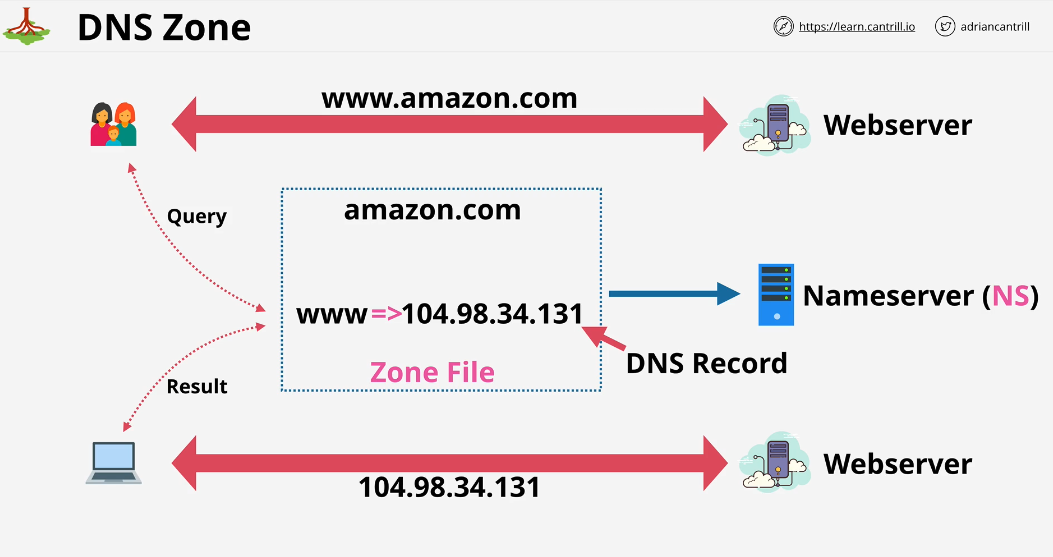 DNS Zone
https://learn.cantrill.io
adriancantrill
www.amazon.com
Webserver
Query
amazon.com
www => 104.98.34.131
Nameserver (NS)
DNS Record
Zone File
Result
Webserver
104.98.34.131